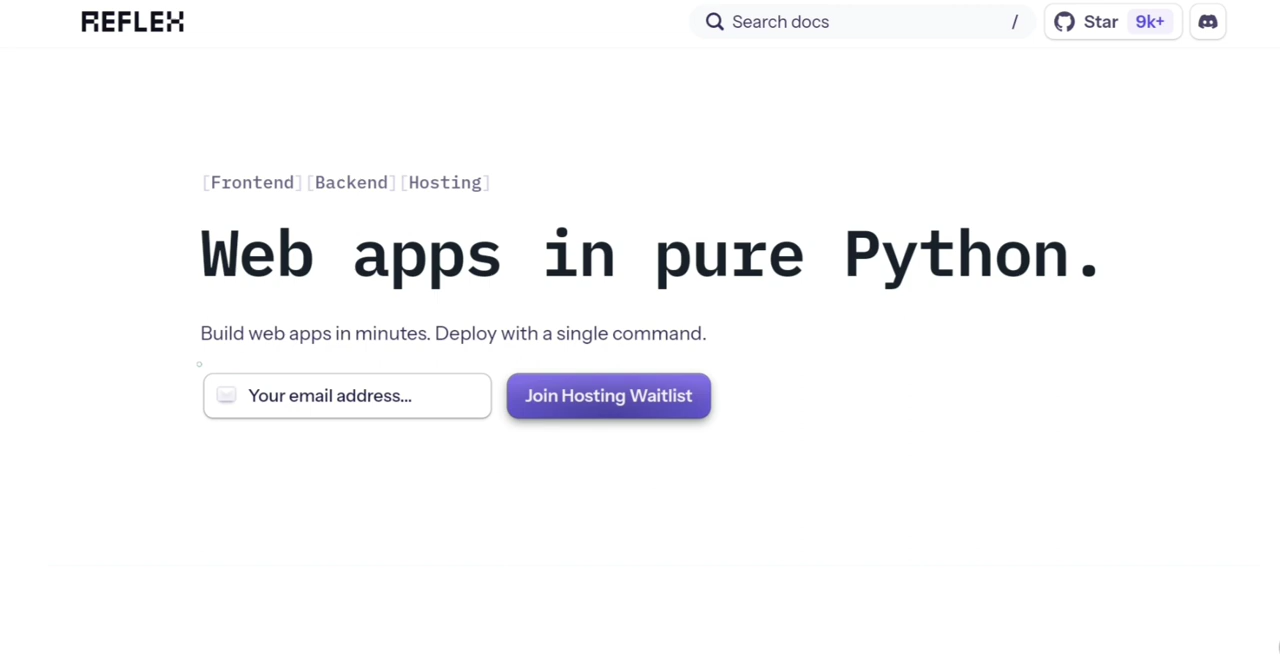 REFLEX
Search docs /
Star 9k+
[Frontend][Backend][Hosting]
Web apps in pure Python.
Build web apps in minutes. Deploy with a single command.
Your email address...
Join Hosting Waitlist